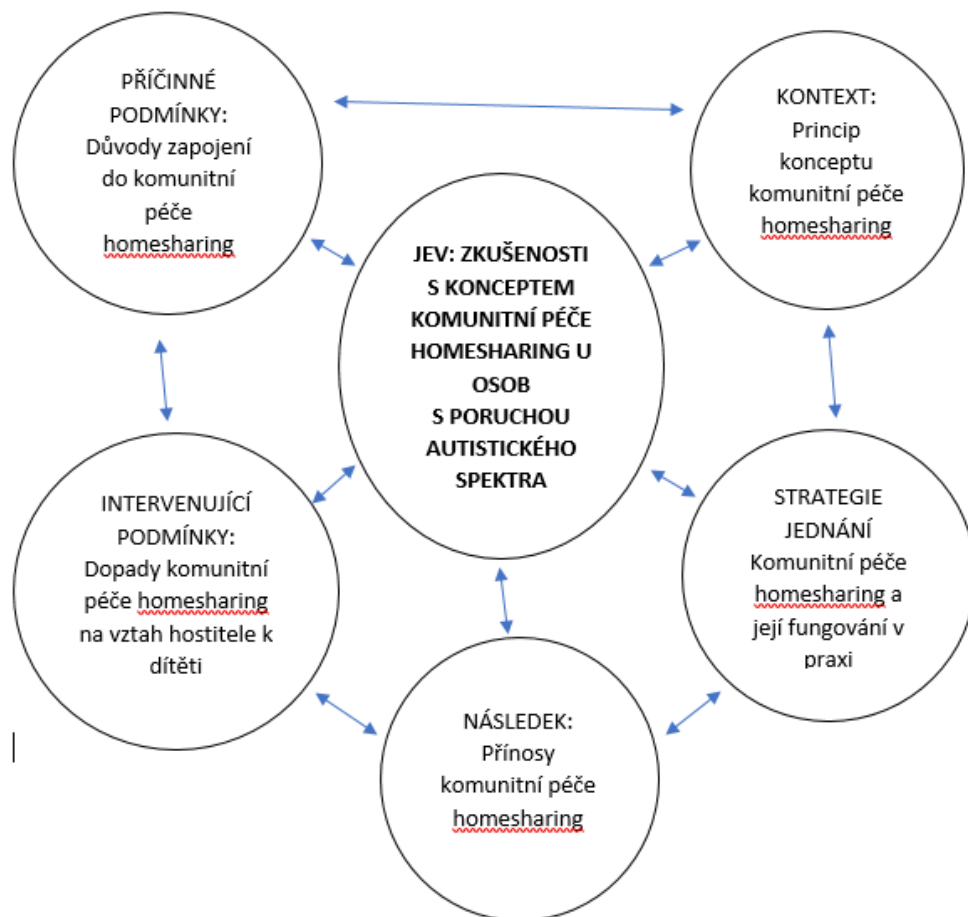 PŘÍČINNÉ
PODMÍNKY:
Důvody zapojení
do komunitní
péče
homesharing
KONTEXT:
Princip
konceptu
komunitní péče
homesharing
JEV: ZKUŠENOSTI
S KONCEPTEM
KOMUNITNÍ PÉČE
HOMESHARING U
OSOB
S PORUCHOU
AUTISTICKÉHO
SPEKTRA
INTERVENUJÍCÍ
PODMÍNKY:
Dopady komunitní
péče homesharing
na vztah hostitele k
dítěti
STRATEGIE
JEDNÁNÍ
Komunitní péče
homesharing a
její fungování v
praxi
NÁSLEDEK:
Přínosy
komunitní péče
homesharing